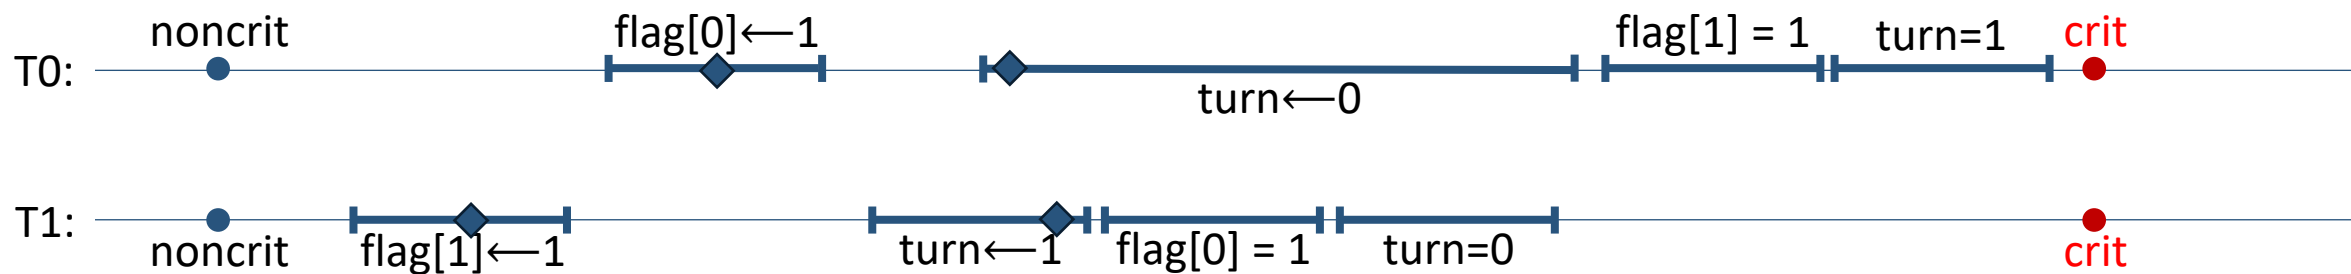 noncrit flag[0]⟵1 flag[1] = 1 turn=1 crit
T0:
turn⟵0
T1:
noncrit flag[1]⟵1 turn⟵1 flag[0] = 1 turn=0 crit